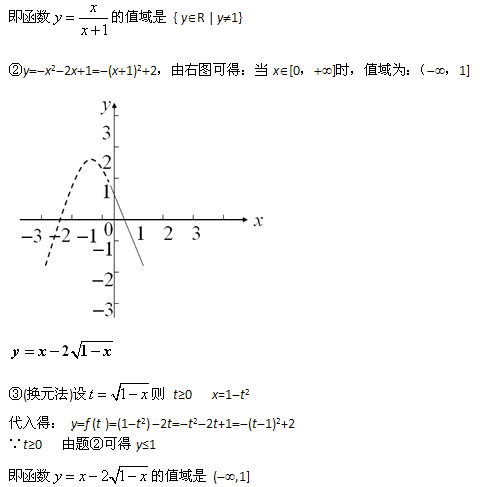 即函数 y=x/(x+1) 的值域是 { y∈R | y≠1}
②y=−x²−2x+1=−(x+1)²+2，由右图可得：当 x∈[0，+∞]时，值域为：（−∞，1]
y
3
2
1
−3 −2 −1 0 1 2 3 x
−1
−2
−3
y=x−2√(1−x)
③(换元法)设 t=√(1−x) 则 t≥0 x=1−t²
代入得： y=f (t )=(1−t²) −2t=−t²−2t+1=−(t−1)²+2
∵t≥0 由题②可得 y≤1
即函数 y=x−2√(1−x) 的值域是 (−∞,1]